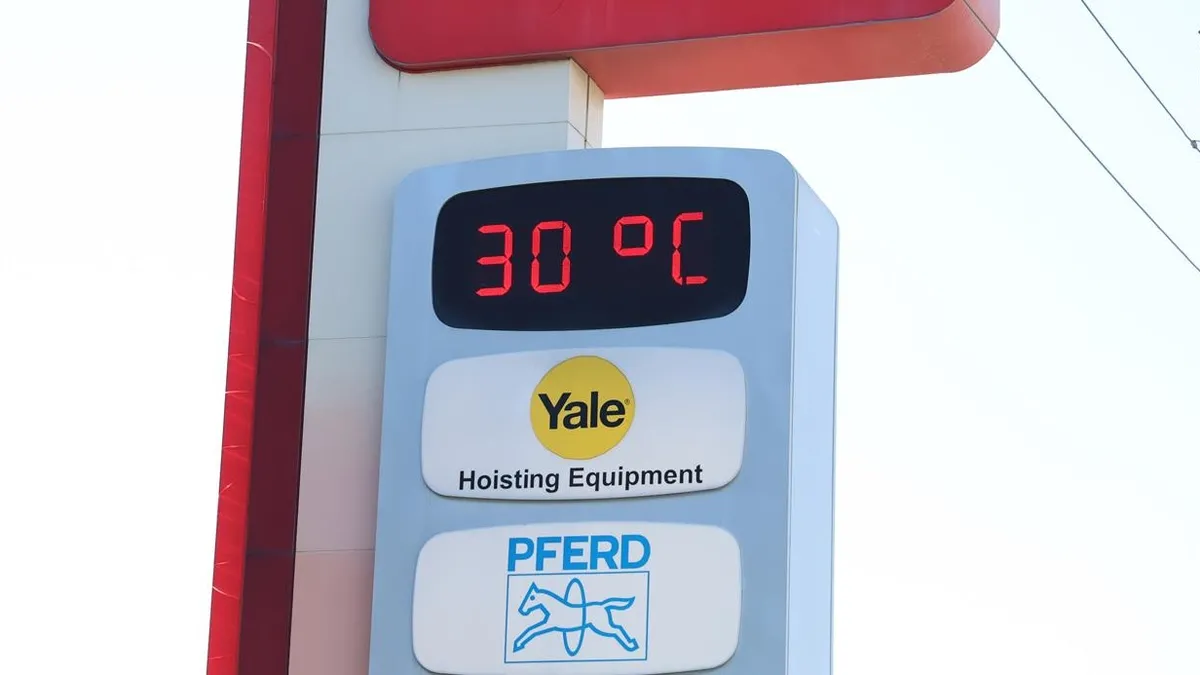 30 °C
Yale®
Hoisting Equipment
PFERD